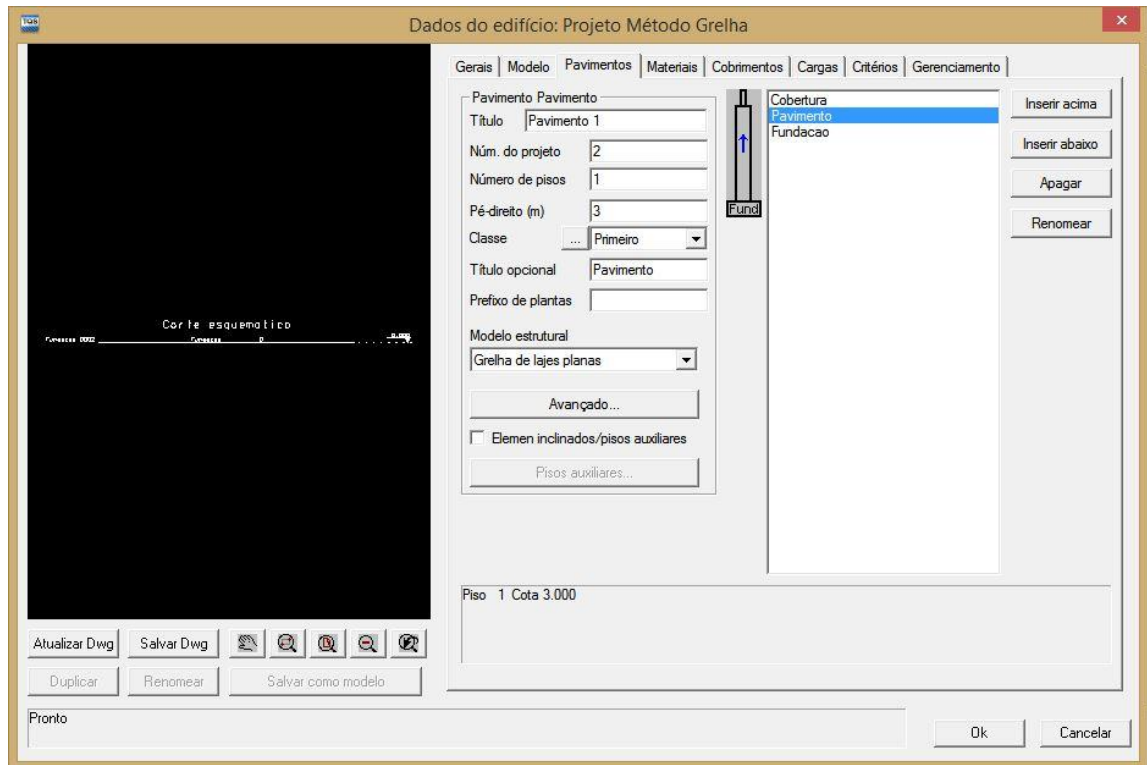 TQS
Dados do edifício: Projeto Método Grelha
Gerais
Modelo
Pavimentos
Materiais
Cobrimentos
Cargas
Critérios
Gerenciamento
Pavimento Pavimento
Título
Pavimento 1
Núm. do projeto
2
Número de pisos
1
Pé-direito (m)
3
Classe
...
Primeiro
Título opcional
Pavimento
Prefixo de plantas
Modelo estrutural
Grelha de lajes planas
Avançado...
Elemen inclinados/pisos auxiliares
Pisos auxiliares...
Fund
Cobertura
Pavimento
Fundacao
Inserir acima
Inserir abaixo
Apagar
Renomear
Corte esquematico
Piso 1 Cota 3.000
Atualizar Dwg
Salvar Dwg
Duplicar
Renomear
Salvar como modelo
Pronto
Ok
Cancelar